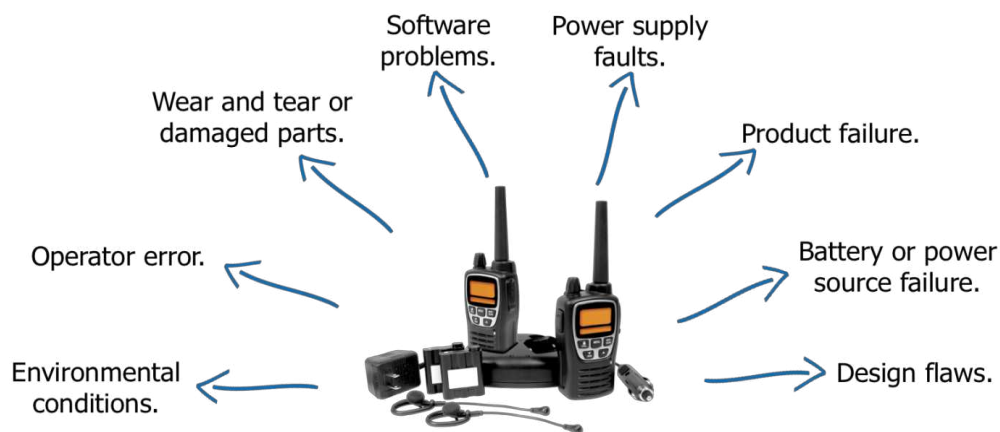 Software
problems.
Power supply
faults.
Wear and tear or
damaged parts.
Product failure.
Operator error.
Battery or power
source failure.
Environmental
conditions.
Design flaws.